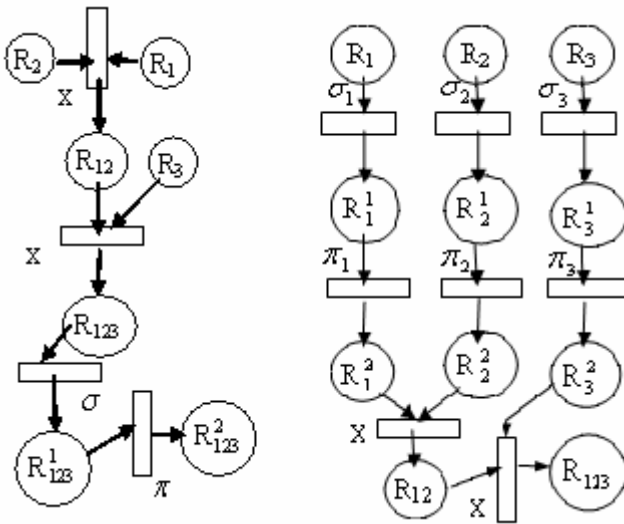 R₂ R₁
X
R₁₂ R₃
X
R₁₂₃
σ
R¹₁₂₃ R²₁₂₃
π
R₁ R₂ R₃
σ₁ σ₂ σ₃
R¹₁ R¹₂ R¹₃
π₁ π₂ π₃
R²₁ R²₂ R²₃
X
R₁₂ R₁₂₃
X